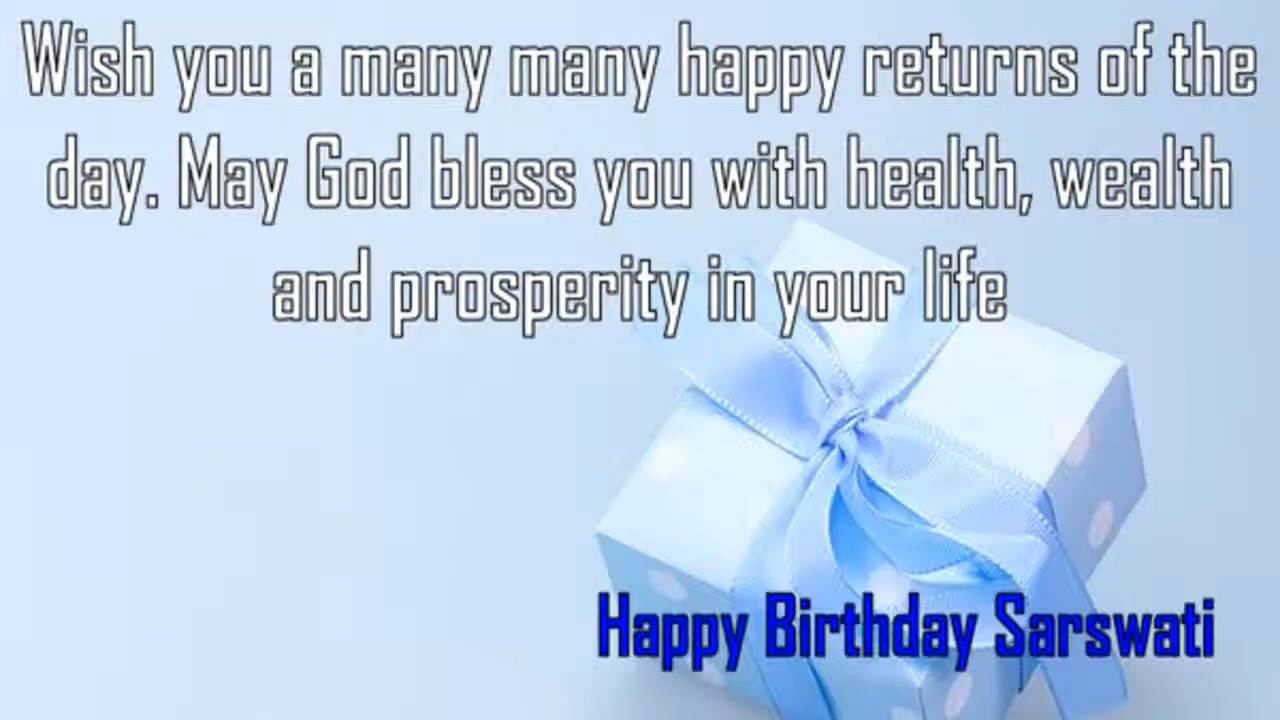 Wish you a many many happy returns of the
day. May God bless you with health, wealth
and prosperity in your life
Happy Birthday Sarswati